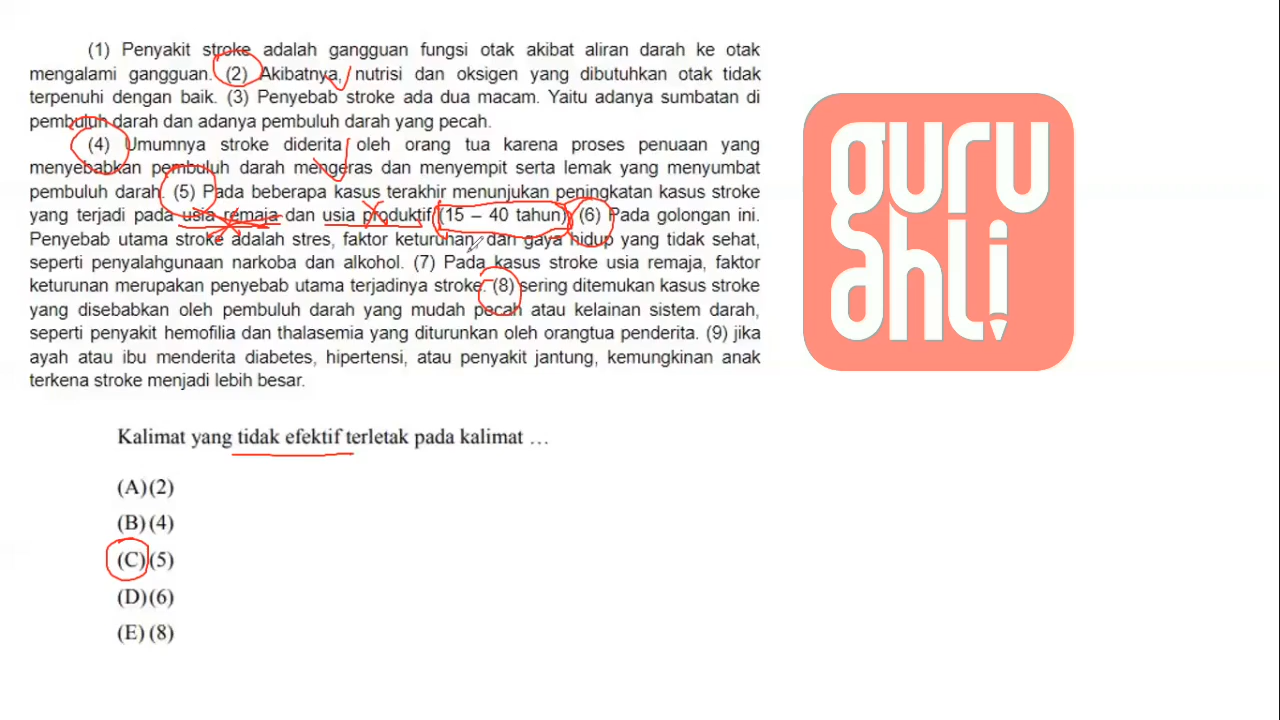 (1) Penyakit stroke adalah gangguan fungsi otak akibat aliran darah ke otak
mengalami gangguan. (2) Akibatnya, nutrisi dan oksigen yang dibutuhkan otak tidak
terpenuhi dengan baik. (3) Penyebab stroke ada dua macam. Yaitu adanya sumbatan di
pembuluh darah dan adanya pembuluh darah yang pecah.
(4) Umumnya stroke diderita oleh orang tua karena proses penuaan yang
menyebabkan pembuluh darah mengeras dan menyempit serta lemak yang menyumbat
pembuluh darah. (5) Pada beberapa kasus terakhir menunjukan peningkatan kasus stroke
yang terjadi pada usia remaja dan usia produktif (15 – 40 tahun). (6) Pada golongan ini.
Penyebab utama stroke adalah stres, faktor keturuhan, dan gaya hidup yang tidak sehat,
seperti penyalahgunaan narkoba dan alkohol. (7) Pada kasus stroke usia remaja, faktor
keturunan merupakan penyebab utama terjadinya stroke. (8) sering ditemukan kasus stroke
yang disebabkan oleh pembuluh darah yang mudah pecah atau kelainan sistem darah,
seperti penyakit hemofilia dan thalasemia yang diturunkan oleh orangtua penderita. (9) jika
ayah atau ibu menderita diabetes, hipertensi, atau penyakit jantung, kemungkinan anak
terkena stroke menjadi lebih besar.
Kalimat yang tidak efektif terletak pada kalimat …
(A) (2)
(B) (4)
(C) (5)
(D) (6)
(E) (8)
guru
ahli